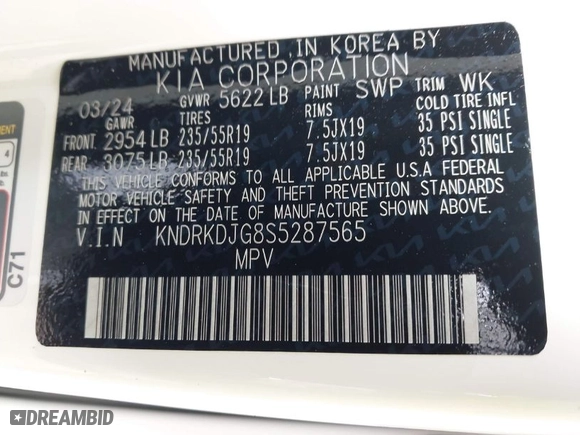 MANUFACTURED IN KOREA BY
KIA CORPORATION
03/24 GVWR 5622 LB PAINT SWP TRIM WK
GAWR TIRES RIMS COLD TIRE INFL
FRONT 2954 LB 235/55R19 7.5JX19 35 PSI SINGLE
REAR 3075 LB 235/55R19 7.5JX19 35 PSI SINGLE
THIS VEHICLE CONFORMS TO ALL APPLICABLE U.S.A FEDERAL
MOTOR VEHICLE SAFETY AND THEFT PREVENTION STANDARDS
IN EFFECT ON THE DATE OF MANUFACTURE SHOWN ABOVE.
V.I.N KNDRKDJG8S5287565
MPV
C71
4
DREAMBID